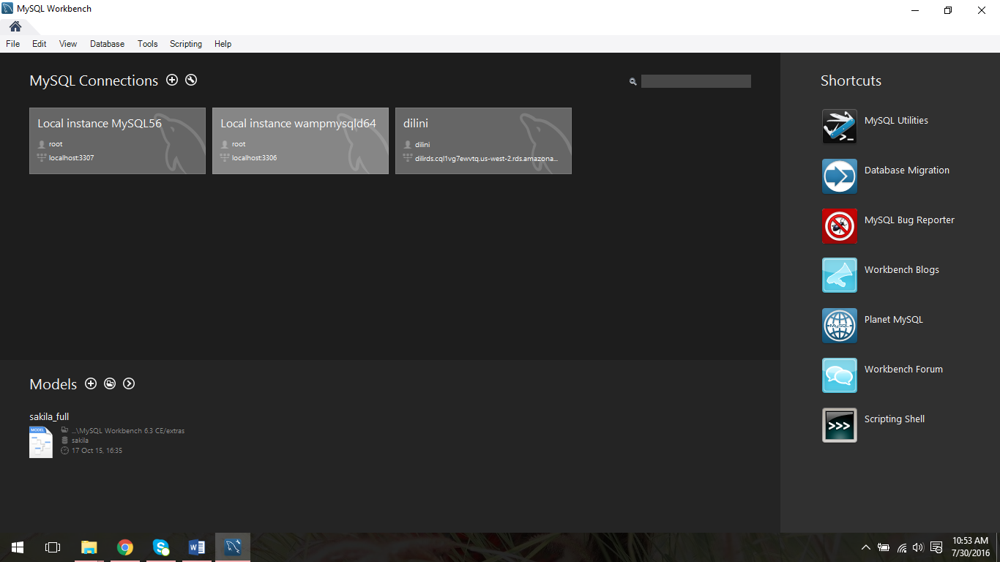 MySQL Workbench
File Edit View Database Tools Scripting Help
MySQL Connections
Local instance MySQL56
root
localhost:3307
Local instance wampmysqld64
root
localhost:3306
dilini
dilini
dilirds.cql1vg7ewvtq.us-west-2.rds.amazona...
Shortcuts
MySQL Utilities
Database Migration
MySQL Bug Reporter
Workbench Blogs
MySQL
Planet MySQL
Workbench Forum
Scripting Shell
Models
sakila_full
MODEL
...\MySQL Workbench 6.3 CE/extras
sakila
17 Oct 15, 16:35
10:53 AM
7/30/2016